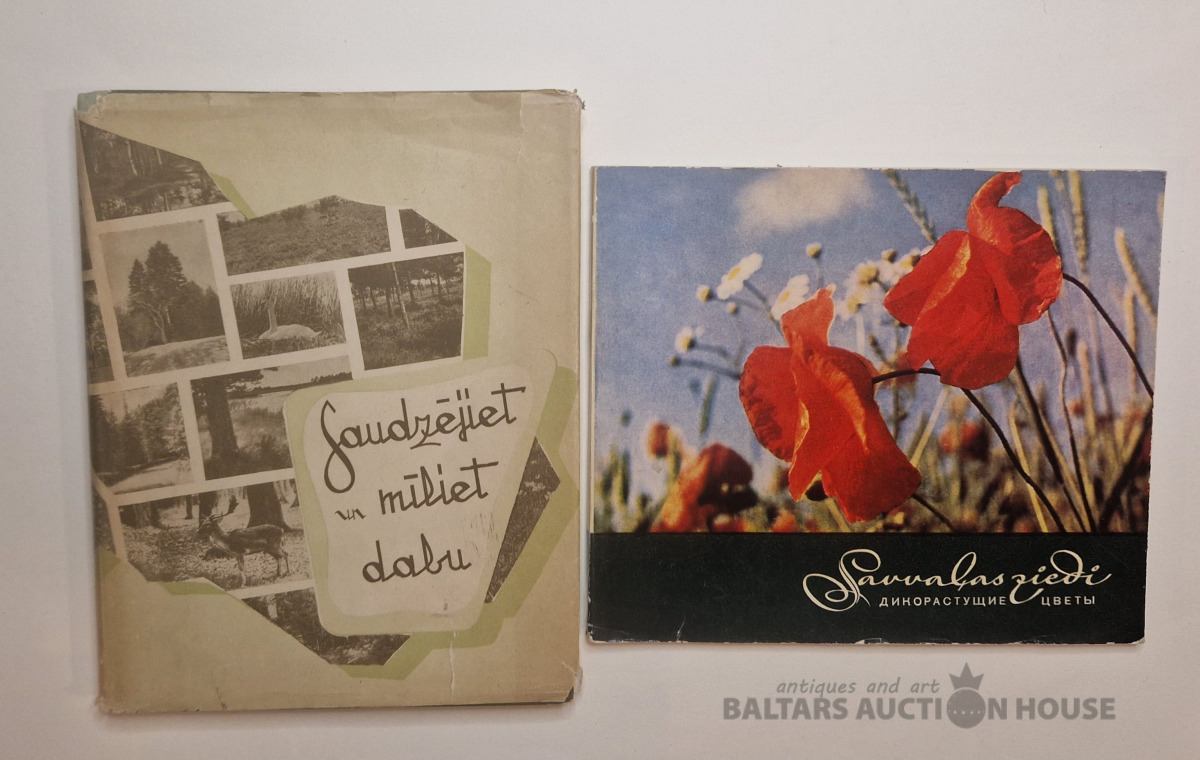 Saudzējiet
un mīliet
dabu
Savvaļas ziedi
ДИКОРАСТУЩИЕ ЦВЕТЫ
antiques and art
BALTARS AUCTION HOUSE